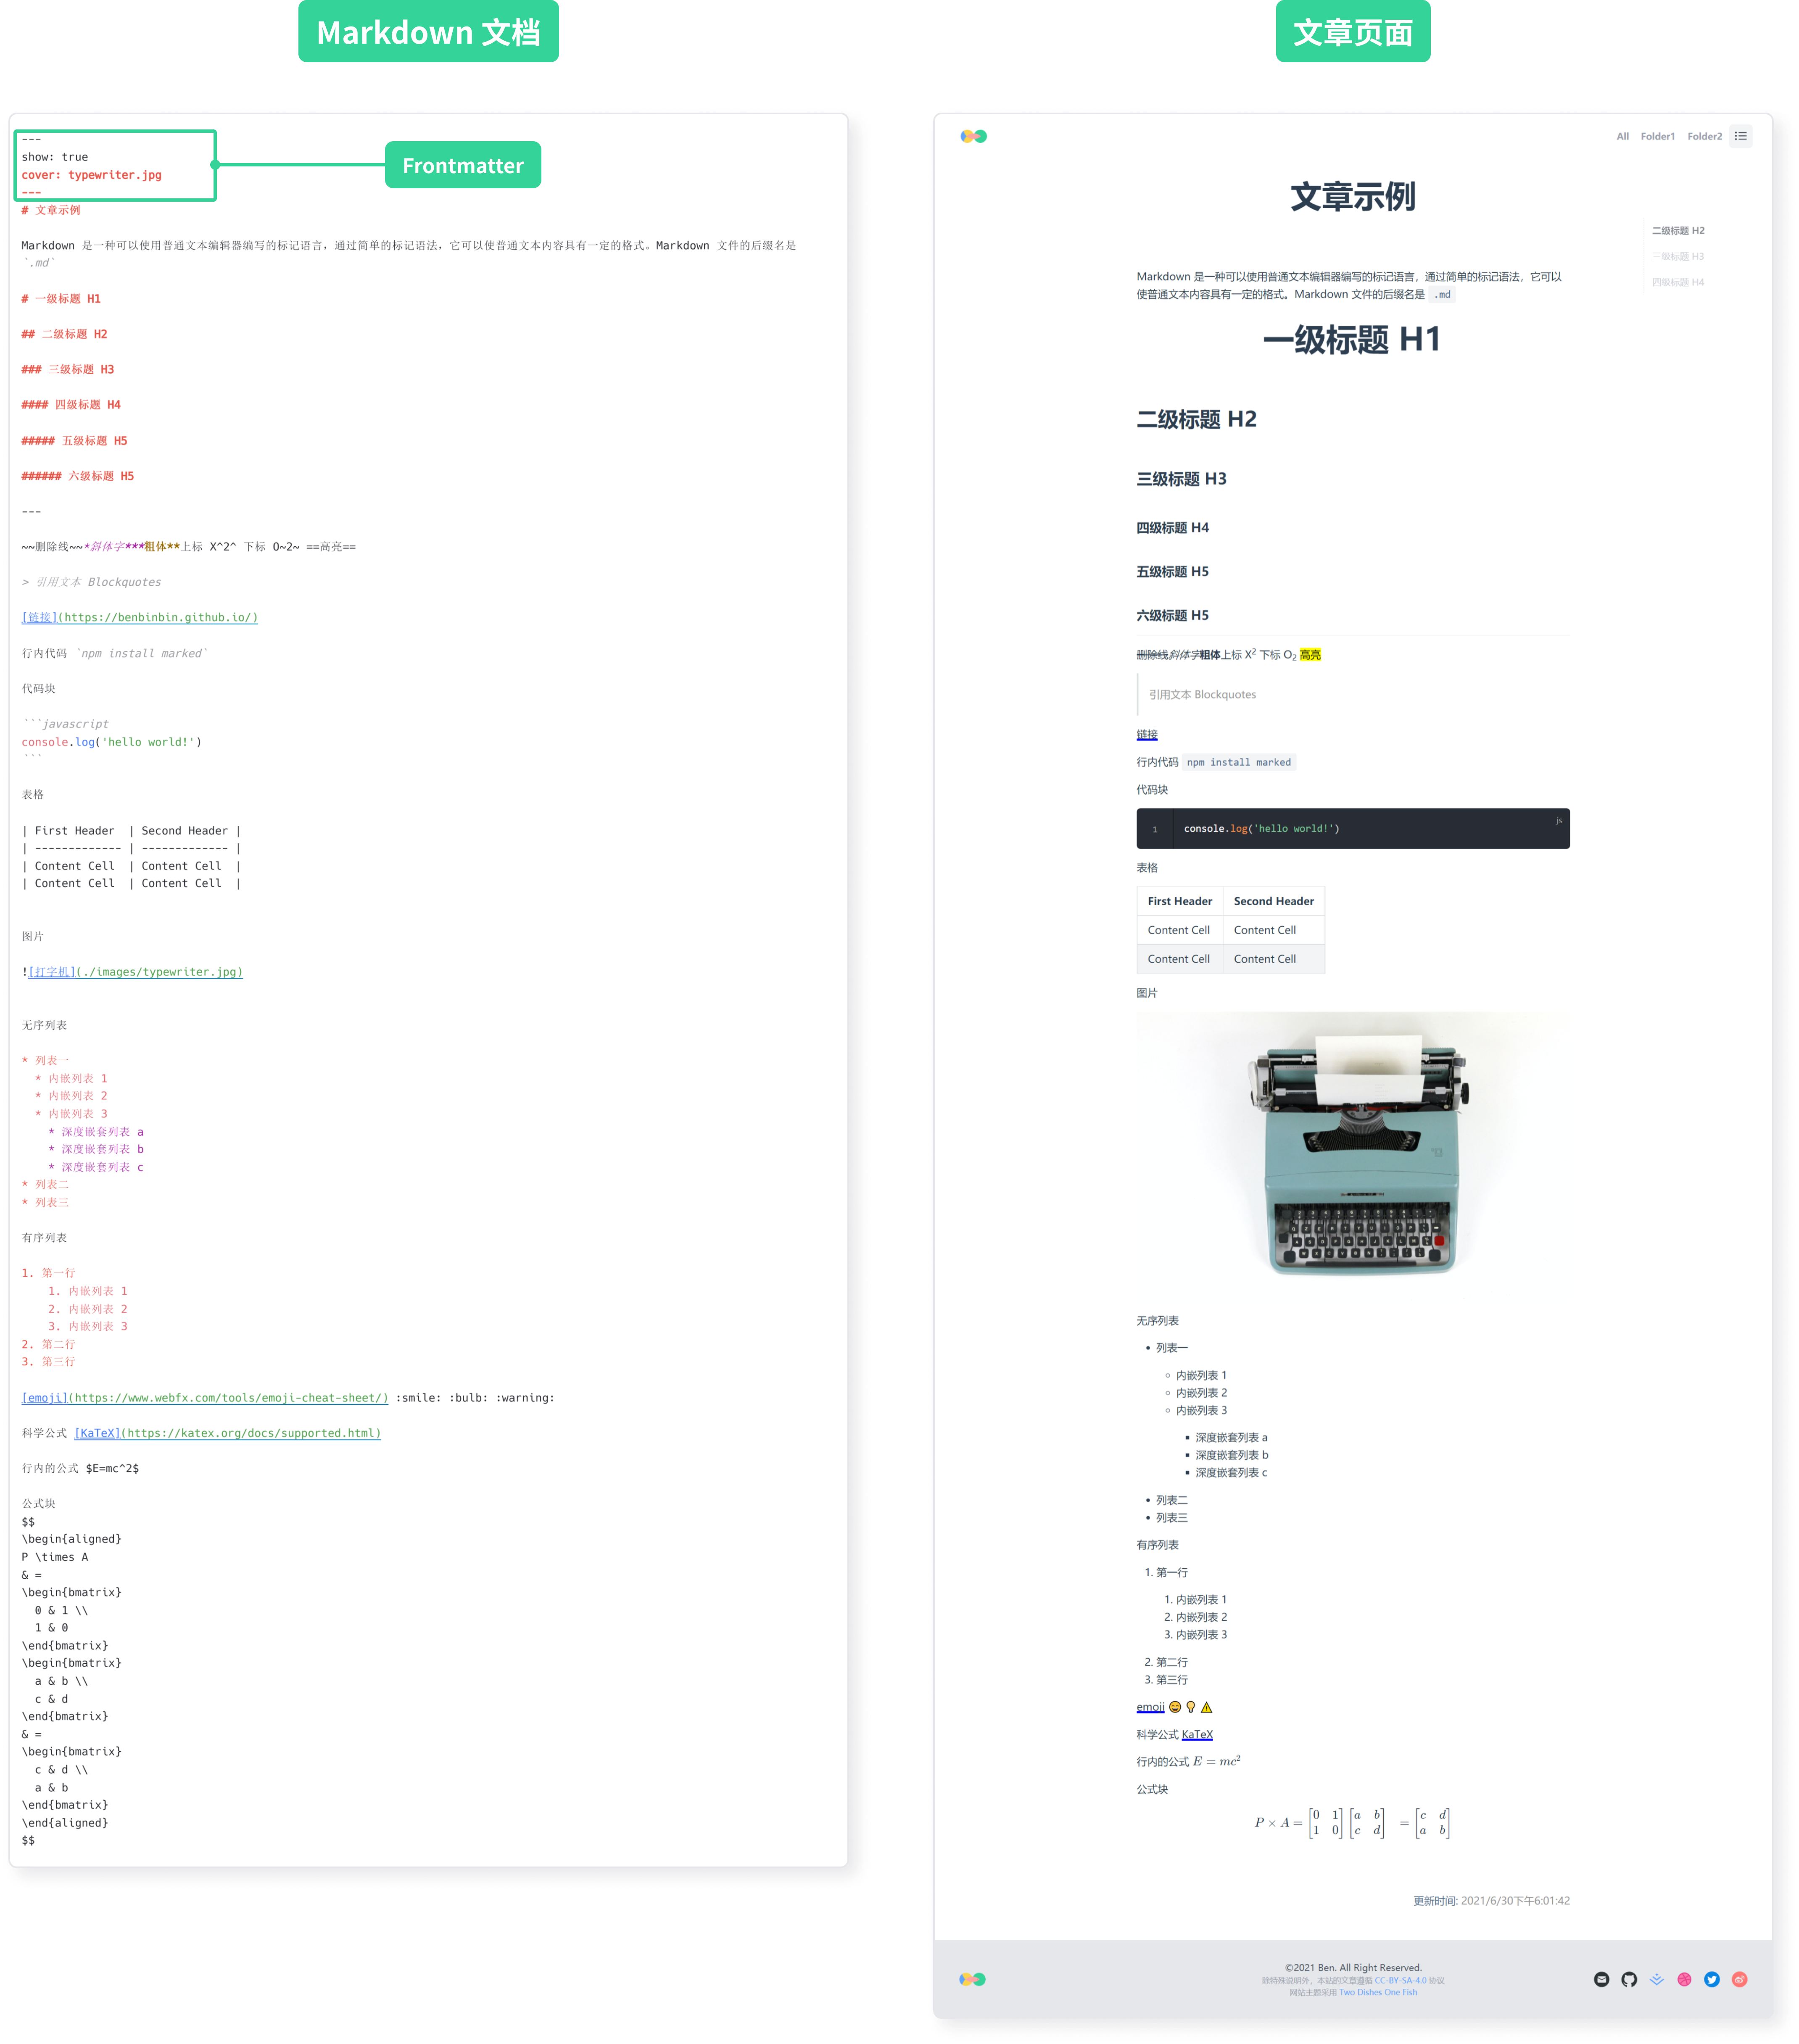 Markdown 文档
---
show: true
cover: typewriter.jpg
---
Frontmatter
# 文章示例
Markdown 是一种可以使用普通文本编辑器编写的标记语言，通过简单的标记语法，它可以使普通文本内容具有一定的格式。Markdown 文件的后缀名是
`.md`
# 一级标题 H1
## 二级标题 H2
### 三级标题 H3
#### 四级标题 H4
##### 五级标题 H5
###### 六级标题 H5
---
~~删除线~~*斜体字***​*粗体**上标 X^2^ 下标 O~2~ ==高亮==
> 引用文本 Blockquotes
[链接](https://benbinbin.github.io/)
行内代码 `npm install marked`
代码块
```javascript
console.log('hello world!')
```
表格
| First Header  | Second Header |
| ------------- | ------------- |
| Content Cell  | Content Cell  |
| Content Cell  | Content Cell  |
图片
![打字机](./images/typewriter.jpg)
无序列表
* 列表一
  * 内嵌列表 1
  * 内嵌列表 2
  * 内嵌列表 3
    * 深度嵌套列表 a
    * 深度嵌套列表 b
    * 深度嵌套列表 c
* 列表二
* 列表三
有序列表
1. 第一行
    1. 内嵌列表 1
    2. 内嵌列表 2
    3. 内嵌列表 3
2. 第二行
3. 第三行
[emoji](https://www.webfx.com/tools/emoji-cheat-sheet/) :smile: :bulb: :warning:
科学公式 [KaTeX](https://katex.org/docs/supported.html)
行内的公式 $E=mc^2$
公式块
$$
\begin{aligned}
P \times A
& =
\begin{bmatrix}
  0 & 1 \\
  1 & 0
\end{bmatrix}
\begin{bmatrix}
  a & b \\
  c & d
\end{bmatrix}
& =
\begin{bmatrix}
  c & d \\
  a & b
\end{bmatrix}
\end{aligned}
$$
文章页面
All Folder1 Folder2
文章示例
二级标题 H2
三级标题 H3
四级标题 H4
Markdown 是一种可以使用普通文本编辑器编写的标记语言，通过简单的标记语法，它可以
使普通文本内容具有一定的格式。Markdown 文件的后缀名是 .md
一级标题 H1
二级标题 H2
三级标题 H3
四级标题 H4
五级标题 H5
六级标题 H5
删除线斜体字粗体上标 X² 下标 O₂ 高亮
引用文本 Blockquotes
链接
行内代码 npm install marked
代码块
js
1 console.log('hello world!')
表格
First Header Second Header
Content Cell Content Cell
Content Cell Content Cell
图片
无序列表
• 列表一
◦ 内嵌列表 1
◦ 内嵌列表 2
◦ 内嵌列表 3
▪ 深度嵌套列表 a
▪ 深度嵌套列表 b
▪ 深度嵌套列表 c
• 列表二
• 列表三
有序列表
1. 第一行
1. 内嵌列表 1
2. 内嵌列表 2
3. 内嵌列表 3
2. 第二行
3. 第三行
emoji 😄 💡 ⚠
科学公式 KaTeX
行内的公式 E = mc²
公式块
P × A = [0 1 1 0] [a b c d] = [c d a b]
更新时间: 2021/6/30下午6:01:42
©2021 Ben. All Right Reserved.
除特殊说明外，本站的文章遵循 CC-BY-SA-4.0 协议
网站主题采用 Two Dishes One Fish